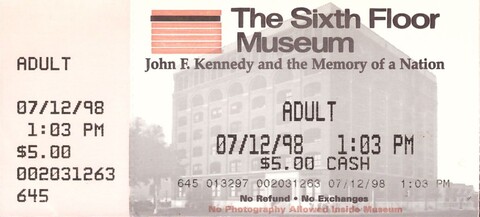 ADULT
07/12/98
1:03 PM
$5.00
002031263
645
The Sixth Floor
Museum
John F. Kennedy and the Memory of a Nation
ADULT
07/12/98 1:03 PM
$5.00 CASH
645 013297 002031263 07/12/98 1:03 PM
No Refund • No Exchanges
No Photography Allowed Inside Museum